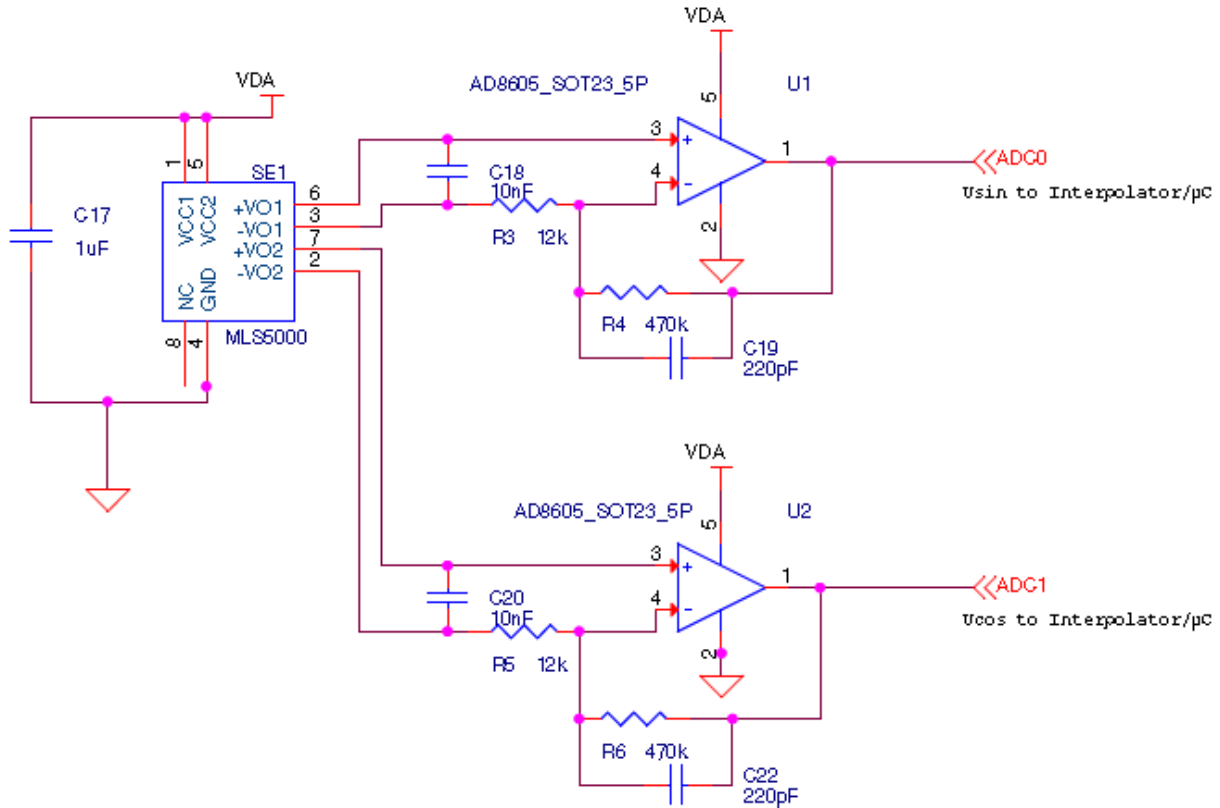 VDA
AD8605_SOT23_5P
U1
VDA
5
3
+
1
ADC0
Usin to Interpolator/µC
4
−
2
SE1
1
5
C17
1uF
VCC1
VCC2
+VO1
-VO1
+VO2
-VO2
6
3
7
2
NC
GND
8
4
MLS5000
C18
10nF
R3 12k
R4 470k
C19
220pF
VDA
AD8605_SOT23_5P
U2
5
3
+
1
ADC1
Ucos to Interpolator/µC
4
−
2
C20
10nF
R5 12k
R6 470k
C22
220pF